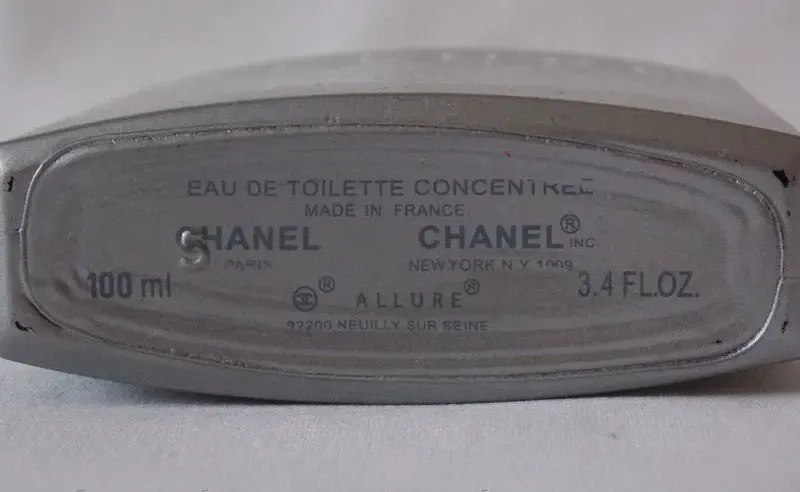 EAU DE TOILETTE CONCENTREE
MADE IN FRANCE
CHANEL CHANEL® INC.
PARIS NEW YORK N.Y. 1009
100 ml ® ALLURE® 3.4 FL.OZ.
92200 NEUILLY SUR SEINE